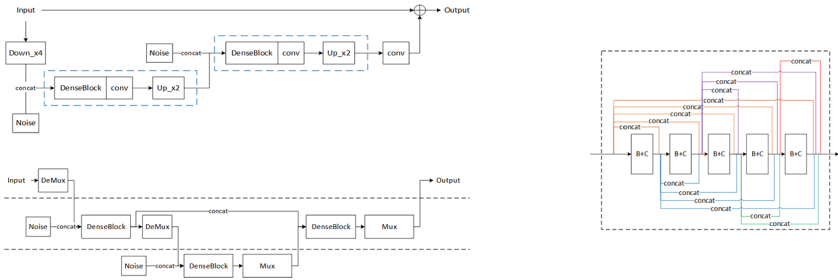 Input
Output
Down_x4
Noise
concat
DenseBlock
conv
Up_x2
conv
concat
DenseBlock
conv
Up_x2
Noise
Input
DeMux
Output
concat
Noise
concat
DenseBlock
DeMux
DenseBlock
Mux
concat
Noise
concat
DenseBlock
Mux
concat
concat
concat
concat
concat
concat
concat
concat
concat
concat
B+C
B+C
B+C
B+C
B+C
concat
concat
concat
concat
concat